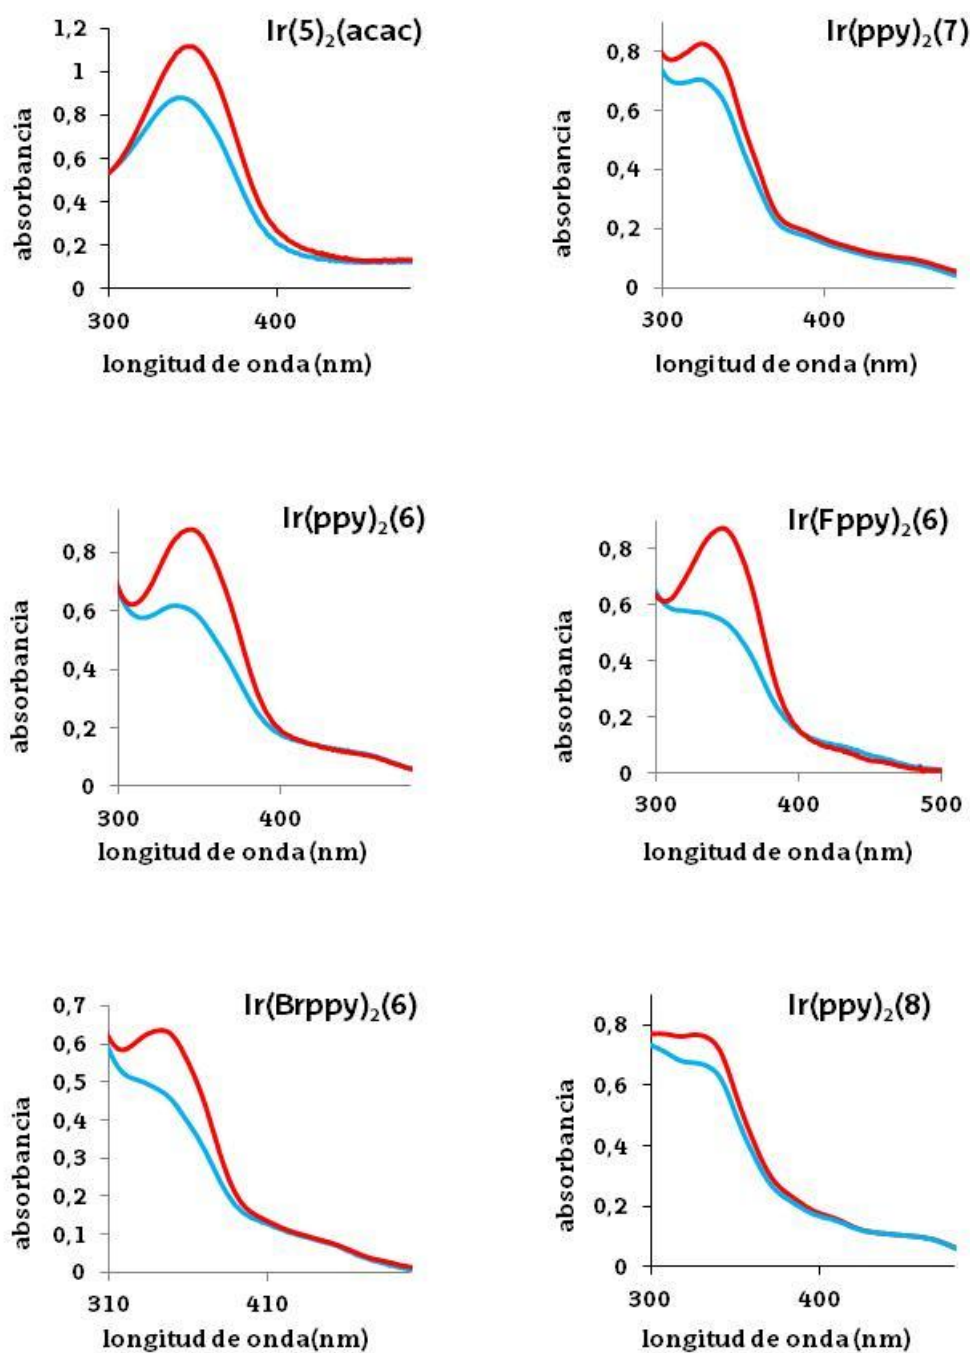 Ir(5)₂(acac)
1,2
1
0,8
0,6
0,4
0,2
0
300 400
absorbancia
longitud de onda (nm)
Ir(ppy)₂(7)
0,8
0,6
0,4
0,2
0
300 400
absorbancia
longitud de onda (nm)
Ir(ppy)₂(6)
0,8
0,6
0,4
0,2
0
300 400
absorbancia
longitud de onda (nm)
Ir(Fppy)₂(6)
0,8
0,6
0,4
0,2
0
300 400 500
absorbancia
longitud de onda (nm)
Ir(Brppy)₂(6)
0,7
0,6
0,5
0,4
0,3
0,2
0,1
0
310 410
absorbancia
longitud de onda(nm)
Ir(ppy)₂(8)
0,8
0,6
0,4
0,2
0
300 400
absorbancia
longitud de onda (nm)